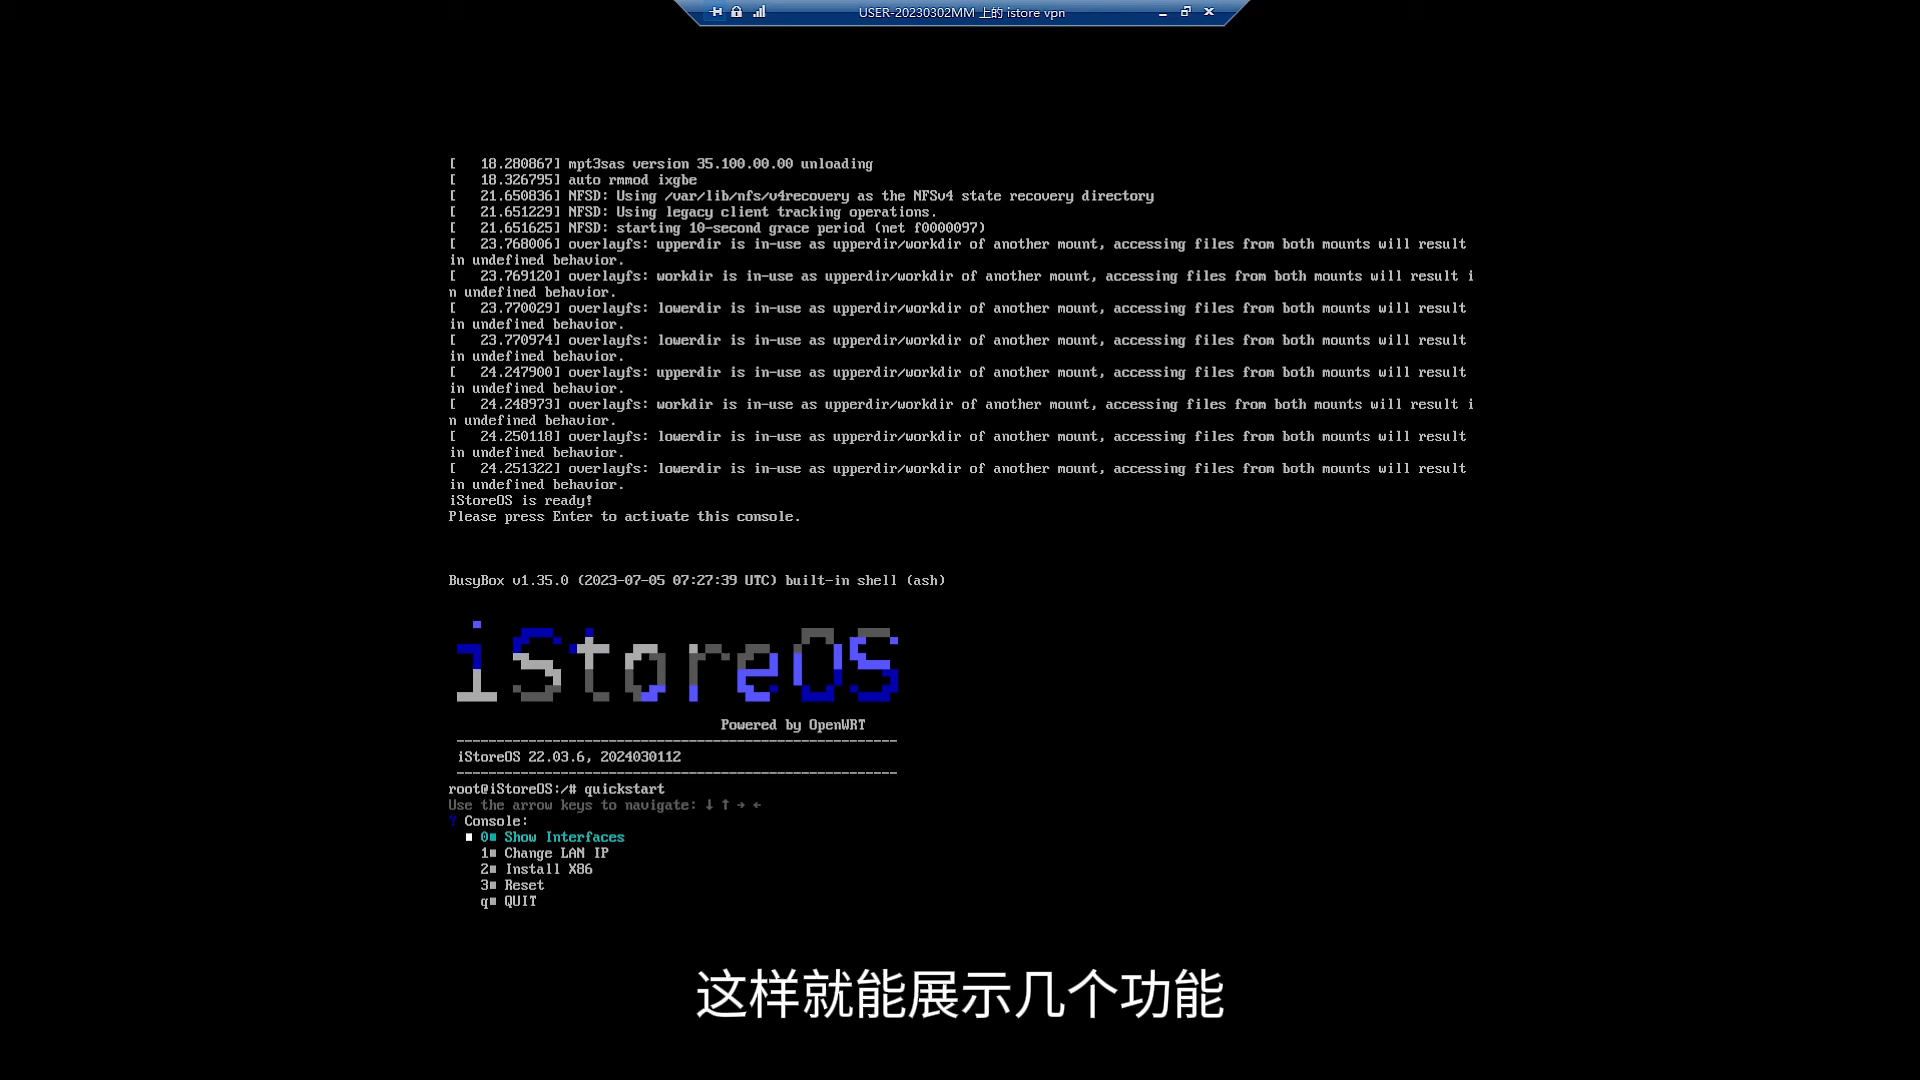 USER-20230302MM 上的 istore vpn
[   18.280867] mpt3sas version 35.100.00.00 unloading
[   18.326795] auto rmmod ixgbe
[   21.650836] NFSD: Using /var/lib/nfs/v4recovery as the NFSv4 state recovery directory
[   21.651229] NFSD: Using legacy client tracking operations.
[   21.651625] NFSD: starting 10-second grace period (net f0000097)
[   23.768006] overlayfs: upperdir is in-use as upperdir/workdir of another mount, accessing files from both mounts will result
in undefined behavior.
[   23.769120] overlayfs: workdir is in-use as upperdir/workdir of another mount, accessing files from both mounts will result i
n undefined behavior.
[   23.770029] overlayfs: lowerdir is in-use as upperdir/workdir of another mount, accessing files from both mounts will result
in undefined behavior.
[   23.770974] overlayfs: lowerdir is in-use as upperdir/workdir of another mount, accessing files from both mounts will result
in undefined behavior.
[   24.247900] overlayfs: upperdir is in-use as upperdir/workdir of another mount, accessing files from both mounts will result
in undefined behavior.
[   24.248973] overlayfs: workdir is in-use as upperdir/workdir of another mount, accessing files from both mounts will result i
n undefined behavior.
[   24.250118] overlayfs: lowerdir is in-use as upperdir/workdir of another mount, accessing files from both mounts will result
in undefined behavior.
[   24.251322] overlayfs: lowerdir is in-use as upperdir/workdir of another mount, accessing files from both mounts will result
in undefined behavior.
iStoreOS is ready!
Please press Enter to activate this console.
BusyBox v1.35.0 (2023-07-05 07:27:39 UTC) built-in shell (ash)
iStoreOS
Powered by OpenWRT
iStoreOS 22.03.6, 2024030112
root@iStoreOS:/# quickstart
Use the arrow keys to navigate: ↓ ↑ → ←
? Console:
0■ Show Interfaces
1■ Change LAN IP
2■ Install X86
3■ Reset
q■ QUIT
这样就能展示几个功能